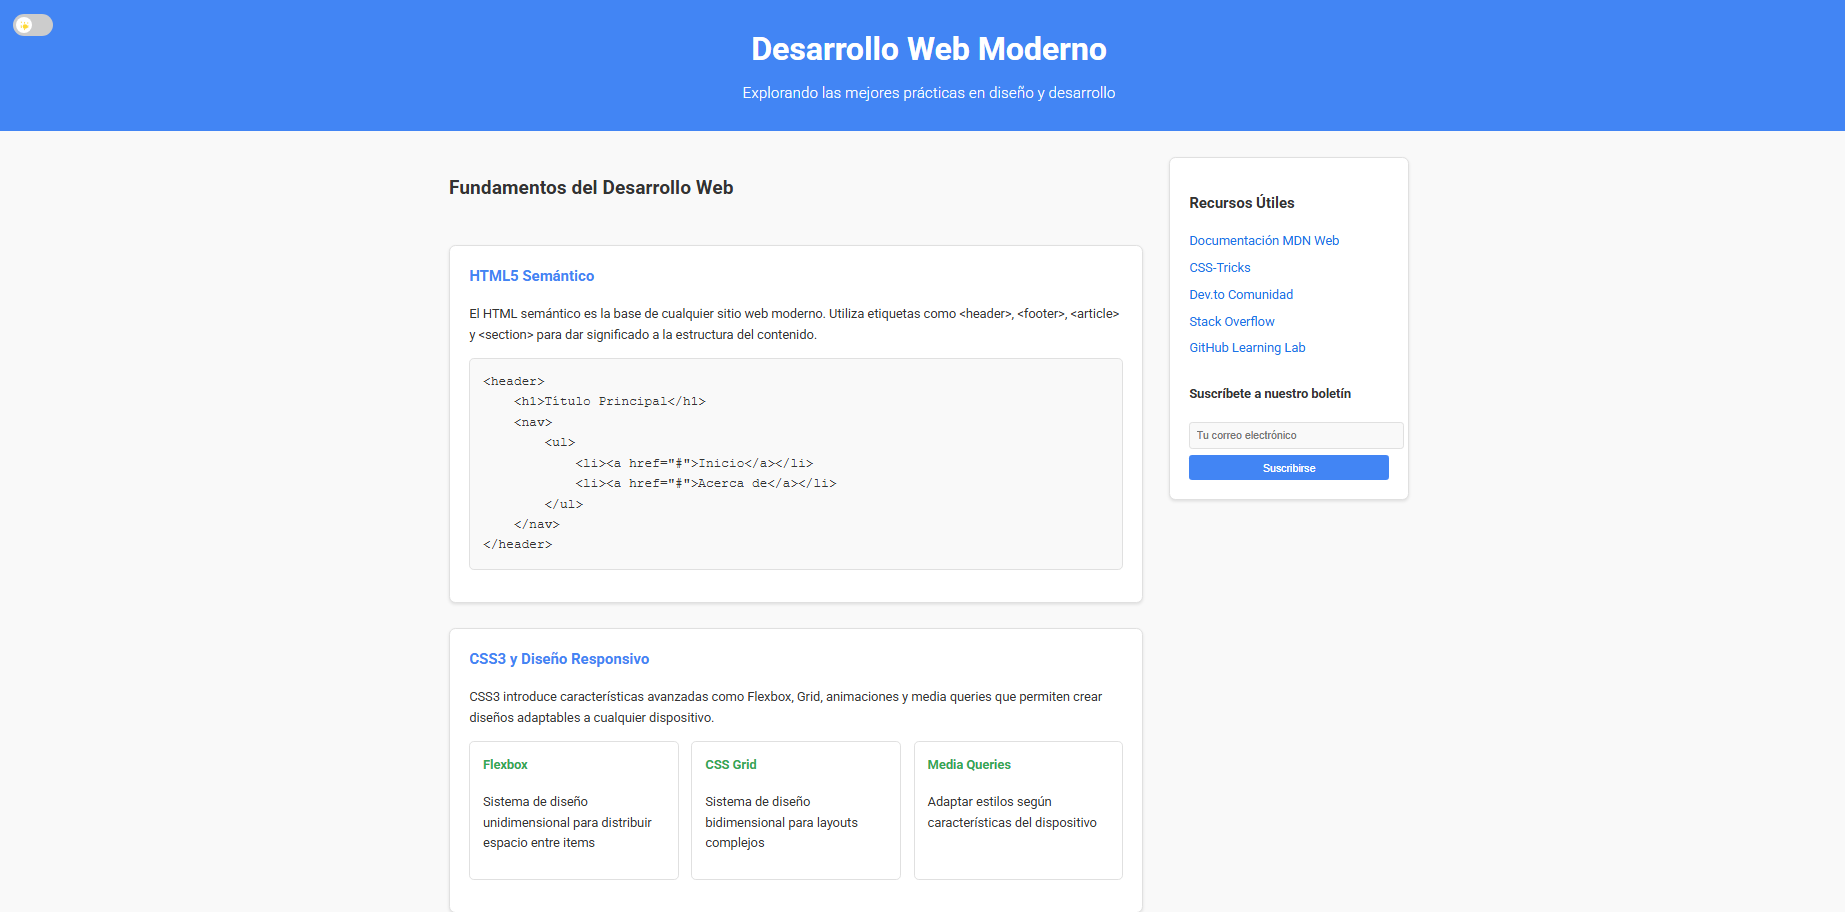 Desarrollo Web Moderno
Explorando las mejores prácticas en diseño y desarrollo
Fundamentos del Desarrollo Web
HTML5 Semántico
El HTML semántico es la base de cualquier sitio web moderno. Utiliza etiquetas como <header>, <footer>, <article>
y <section> para dar significado a la estructura del contenido.
<header>
    <h1>Título Principal</h1>
    <nav>
        <ul>
            <li><a href="#">Inicio</a></li>
            <li><a href="#">Acerca de</a></li>
        </ul>
    </nav>
</header>
CSS3 y Diseño Responsivo
CSS3 introduce características avanzadas como Flexbox, Grid, animaciones y media queries que permiten crear
diseños adaptables a cualquier dispositivo.
Flexbox
Sistema de diseño
unidimensional para distribuir
espacio entre items
CSS Grid
Sistema de diseño
bidimensional para layouts
complejos
Media Queries
Adaptar estilos según
características del dispositivo
Recursos Útiles
Documentación MDN Web
CSS-Tricks
Dev.to Comunidad
Stack Overflow
GitHub Learning Lab
Suscríbete a nuestro boletín
Tu correo electrónico
Suscribirse